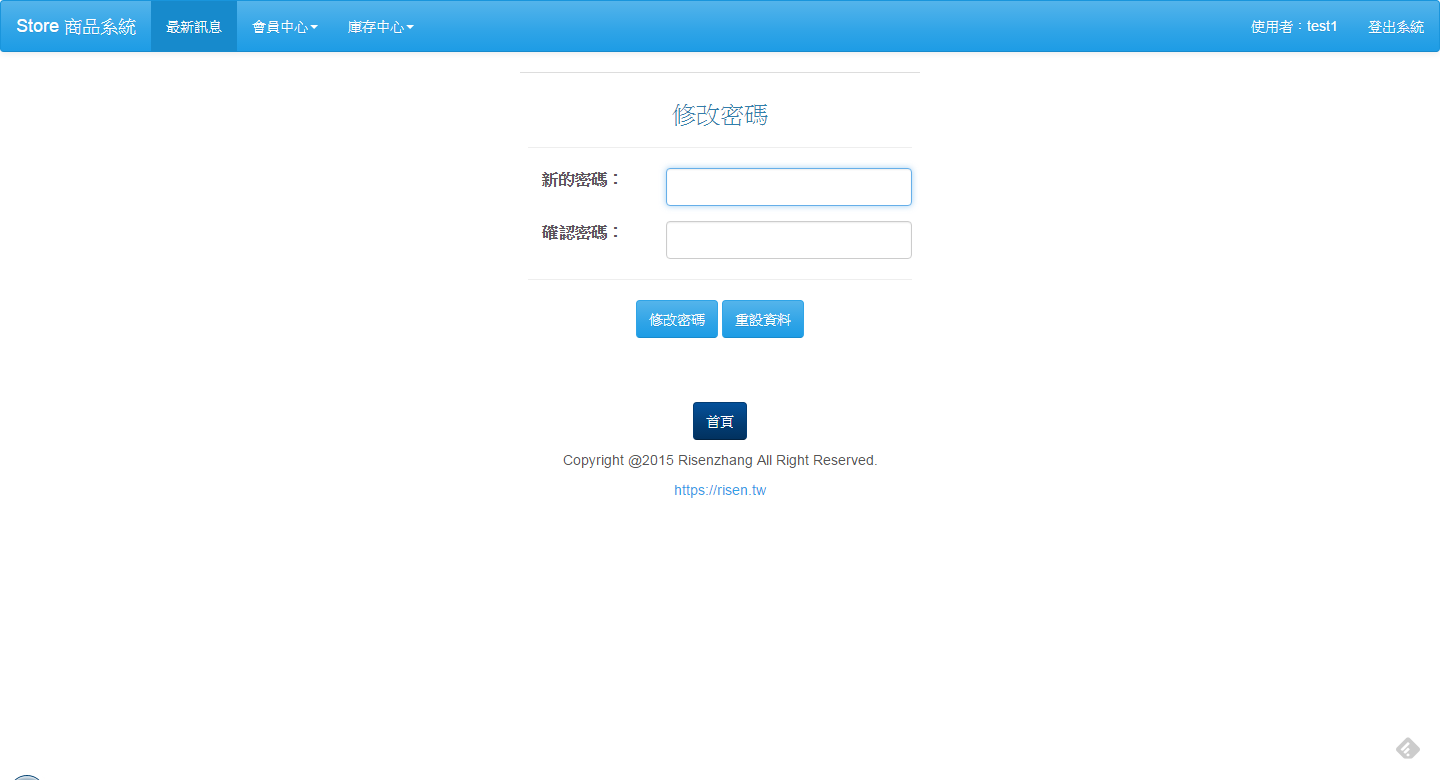 Store 商品系統 最新訊息 會員中心 庫存中心 使用者：test1 登出系統
修改密碼
新的密碼：
確認密碼：
修改密碼 重設資料
首頁
Copyright @2015 Risenzhang All Right Reserved.
https://risen.tw